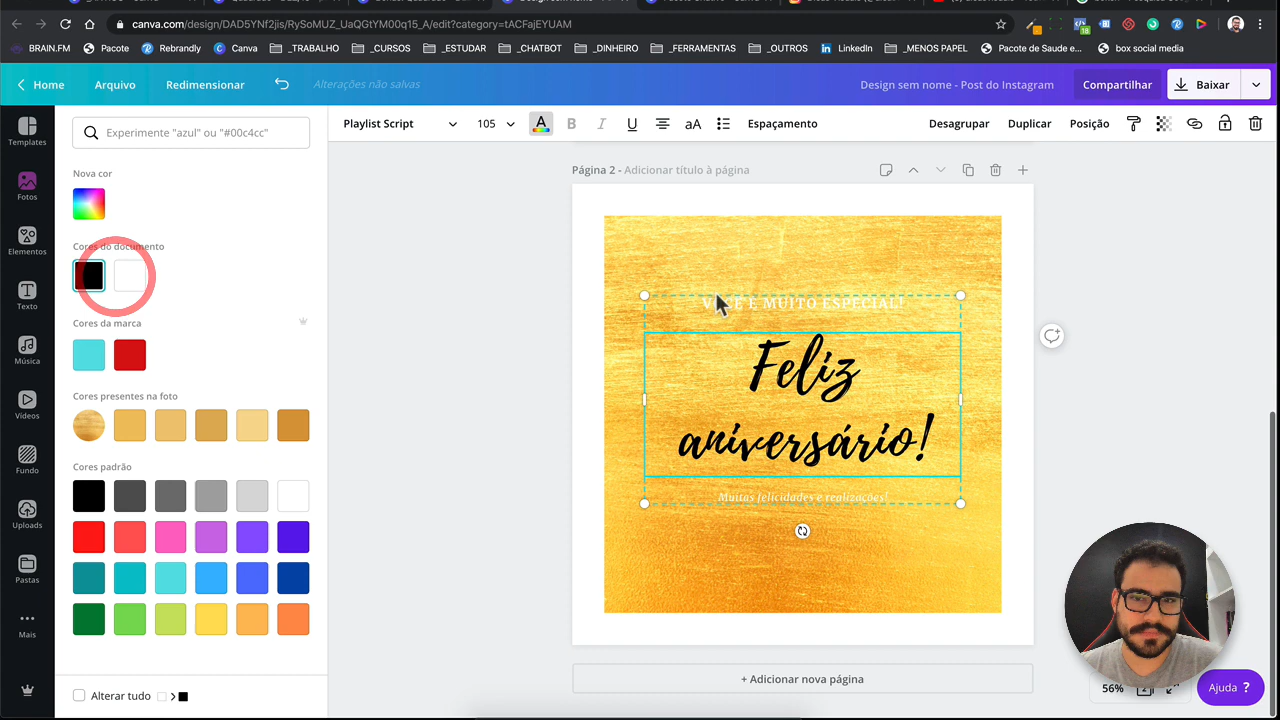 canva.com/design/DAD5YNf2jis/RySoMUZ_UaQGtYM00q15_A/edit?category=tACFajEYUAM
18
BRAIN.FM Pacote Rebrandly Canva _TRABALHO _CURSOS _ESTUDAR _CHATBOT _DINHEIRO _FERRAMENTAS _OUTROS LinkedIn _MENOS PAPEL Pacote de Saude e... box social media
Home Arquivo Redimensionar Alterações não salvas Design sem nome - Post do Instagram Compartilhar Baixar
Templates
Fotos
Elementos
Texto
Música
Vídeos
Fundo
Uploads
Pastas
Mais
Experimente "azul" ou "#00c4cc"
Nova cor
Cores do documento
Cores da marca
Cores presentes na foto
Cores padrão
Alterar tudo
Playlist Script 105 A B I U aA Espaçamento Desagrupar Duplicar Posição
Página 2 - Adicionar título à página
VOCÊ É MUITO ESPECIAL!
Feliz
aniversário!
Muitas felicidades e realizações!
+ Adicionar nova página
56% 2
Ajuda ?